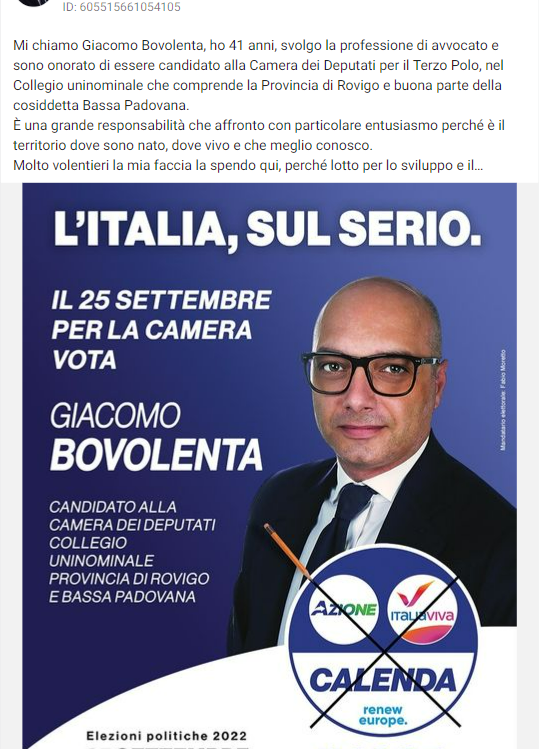 ID: 605515661054105
Mi chiamo Giacomo Bovolenta, ho 41 anni, svolgo la professione di avvocato e
sono onorato di essere candidato alla Camera dei Deputati per il Terzo Polo, nel
Collegio uninominale che comprende la Provincia di Rovigo e buona parte della
cosiddetta Bassa Padovana.
È una grande responsabilità che affronto con particolare entusiasmo perché è il
territorio dove sono nato, dove vivo e che meglio conosco.
Molto volentieri la mia faccia la spendo qui, perché lotto per lo sviluppo e il...
L'ITALIA, SUL SERIO.
IL 25 SETTEMBRE
PER LA CAMERA
VOTA
GIACOMO
BOVOLENTA
CANDIDATO ALLA
CAMERA DEI DEPUTATI
COLLEGIO
UNINOMINALE
PROVINCIA DI ROVIGO
E BASSA PADOVANA
Mandatario elettorale: Fabio Moretto
AZIONE
ITALIAVIVA
CALENDA
renew
europe.
Elezioni politiche 2022